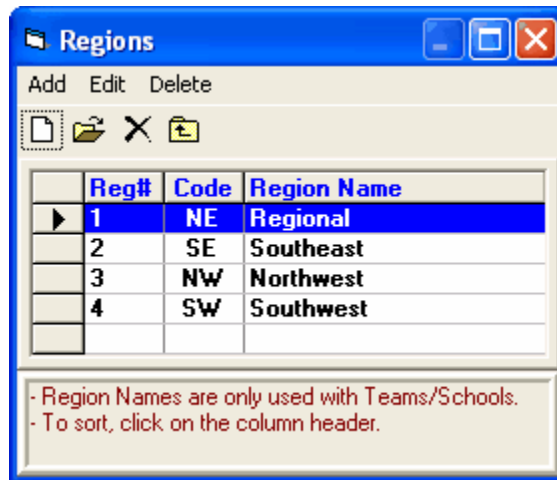 Regions
Add Edit Delete
Reg# Code Region Name
1 NE Regional
2 SE Southeast
3 NW Northwest
4 SW Southwest
- Region Names are only used with Teams/Schools.
- To sort, click on the column header.